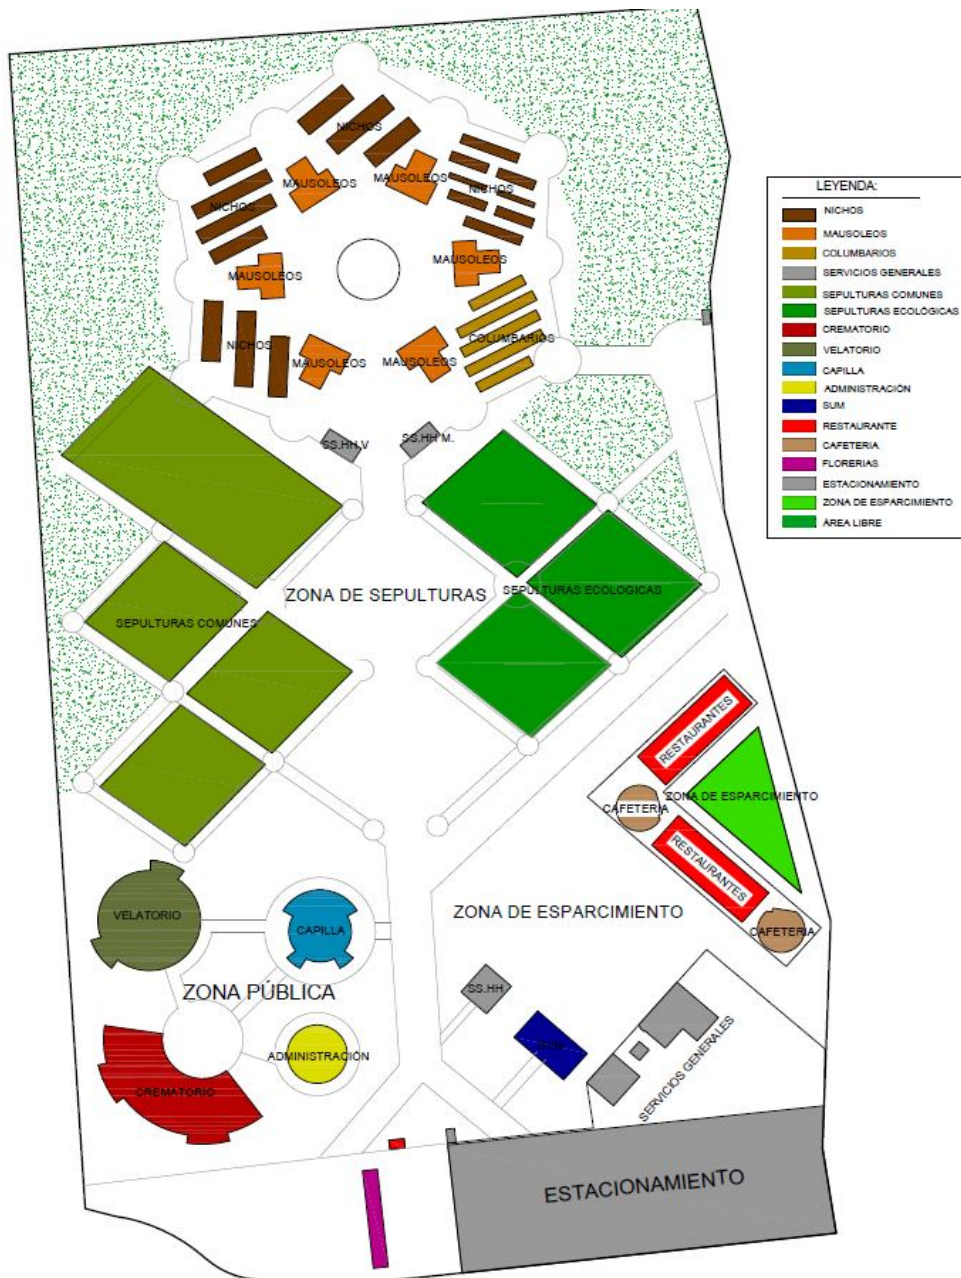 NICHOS
MAUSOLEOS
MAUSOLEOS
NICHOS
NICHOS
MAUSOLEOS
MAUSOLEOS
NICHOS
MAUSOLEOS
MAUSOLEOS
COLUMBARIOS
SS.HH V
SS.HH M.
LEYENDA:
NICHOS
MAUSOLEOS
COLUMBARIOS
SERVICIOS GENERALES
SEPULTURAS COMUNES
SEPULTURAS ECOLÓGICAS
CREMATORIO
VELATORIO
CAPILLA
ADMINISTRACIÓN
SUM
RESTAURANTE
CAFETERIA
FLORERIAS
ESTACIONAMIENTO
ZONA DE ESPARCIMIENTO
ÁREA LIBRE
ZONA DE SEPULTURAS
SEPULTURAS ECOLOGICAS
SEPULTURAS COMUNES
RESTAURANTES
ZONA DE ESPARCIMIENTO
CAFETERIA
RESTAURANTES
CAFETERIA
VELATORIO
CAPILLA
ZONA DE ESPARCIMIENTO
ZONA PÚBLICA
SS.HH
ADMINISTRACIÓN
CREMATORIO
SERVICIOS GENERALES
ESTACIONAMIENTO